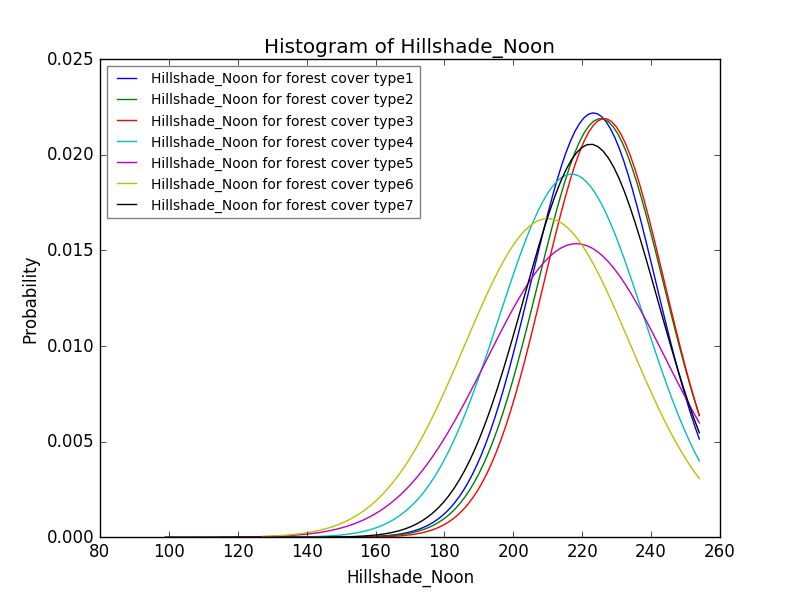 Histogram of Hillshade_Noon
0.025
0.020
0.015
0.010
0.005
0.000
Probability
Hillshade_Noon for forest cover type1
Hillshade_Noon for forest cover type2
Hillshade_Noon for forest cover type3
Hillshade_Noon for forest cover type4
Hillshade_Noon for forest cover type5
Hillshade_Noon for forest cover type6
Hillshade_Noon for forest cover type7
80 100 120 140 160 180 200 220 240 260
Hillshade_Noon